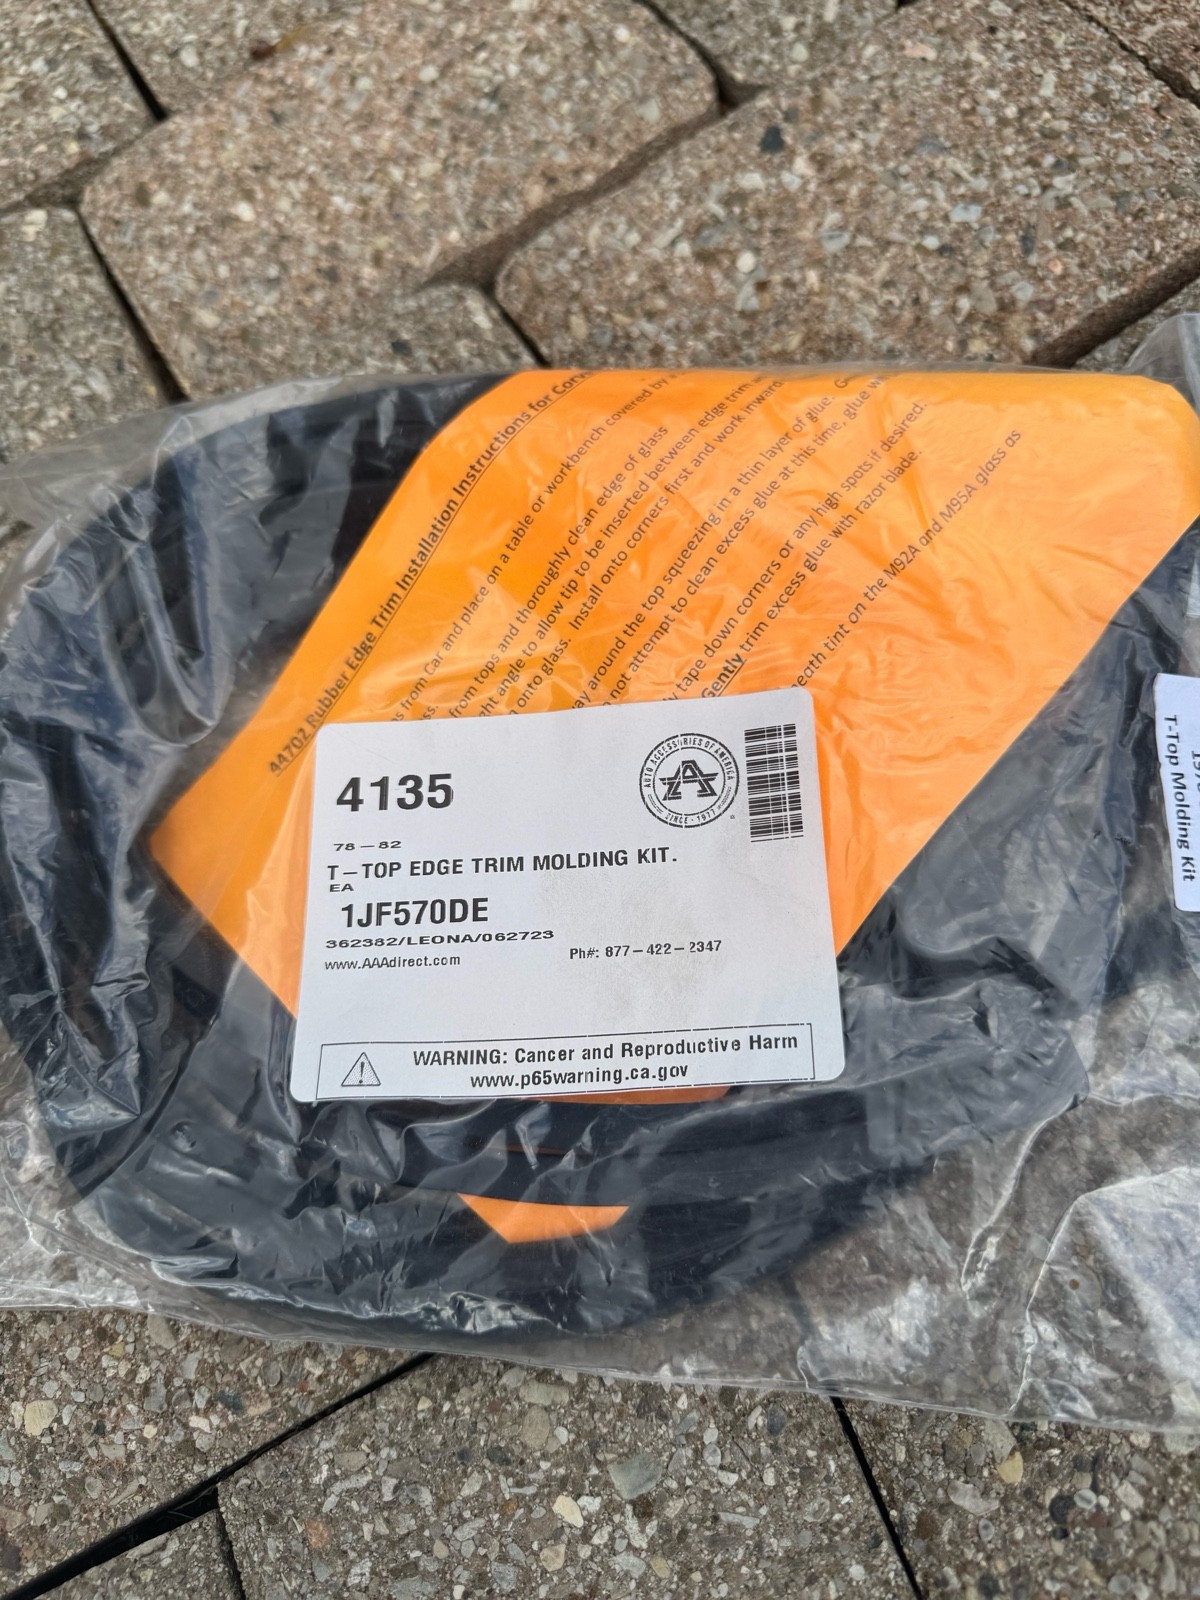 44702 Rubber Edge Trim Installation Instructions for
from Car and place on a table or workbench covered by
from tops and thoroughly clean edge of glass
angle to allow tip to be inserted between edge trim
onto glass. Install onto corners first and work inward
around the top squeezing in a thin layer of glue.
not attempt to clean excess glue at this time, glue
tape down corners or any high spots if desired.
Gently trim excess glue with razor blade.
tint on the M92A and M95A glass as
4135
AUTO ACCESSORIES OF AMERICA
SINCE - 1977
78-82
T-TOP EDGE TRIM MOLDING KIT.
EA
1JF570DE
362382/LEONA/062723
www.AAAdirect.com
Ph#: 877-422-2347
WARNING: Cancer and Reproductive Harm
www.p65warning.ca.gov
T-Top Molding Kit